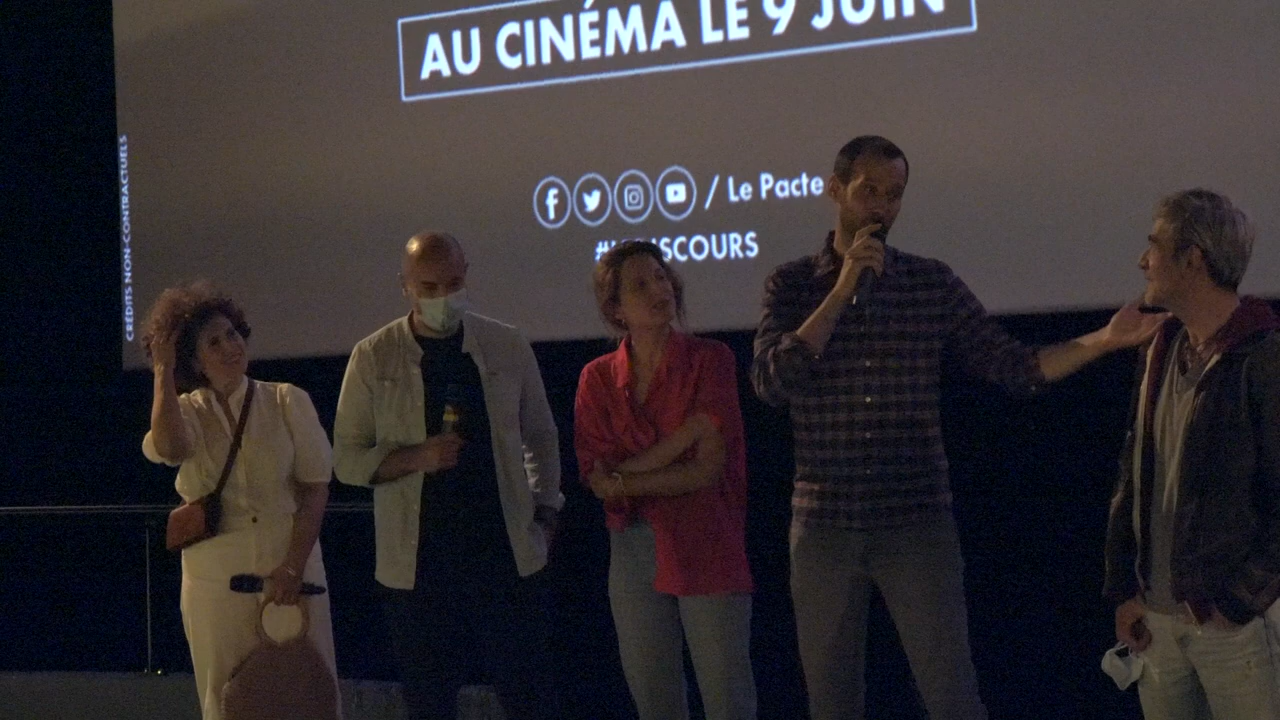 AU CINÉMA LE 9 JUIN
/ Le Pacte
CRÉDITS NON-CONTRACTUELS